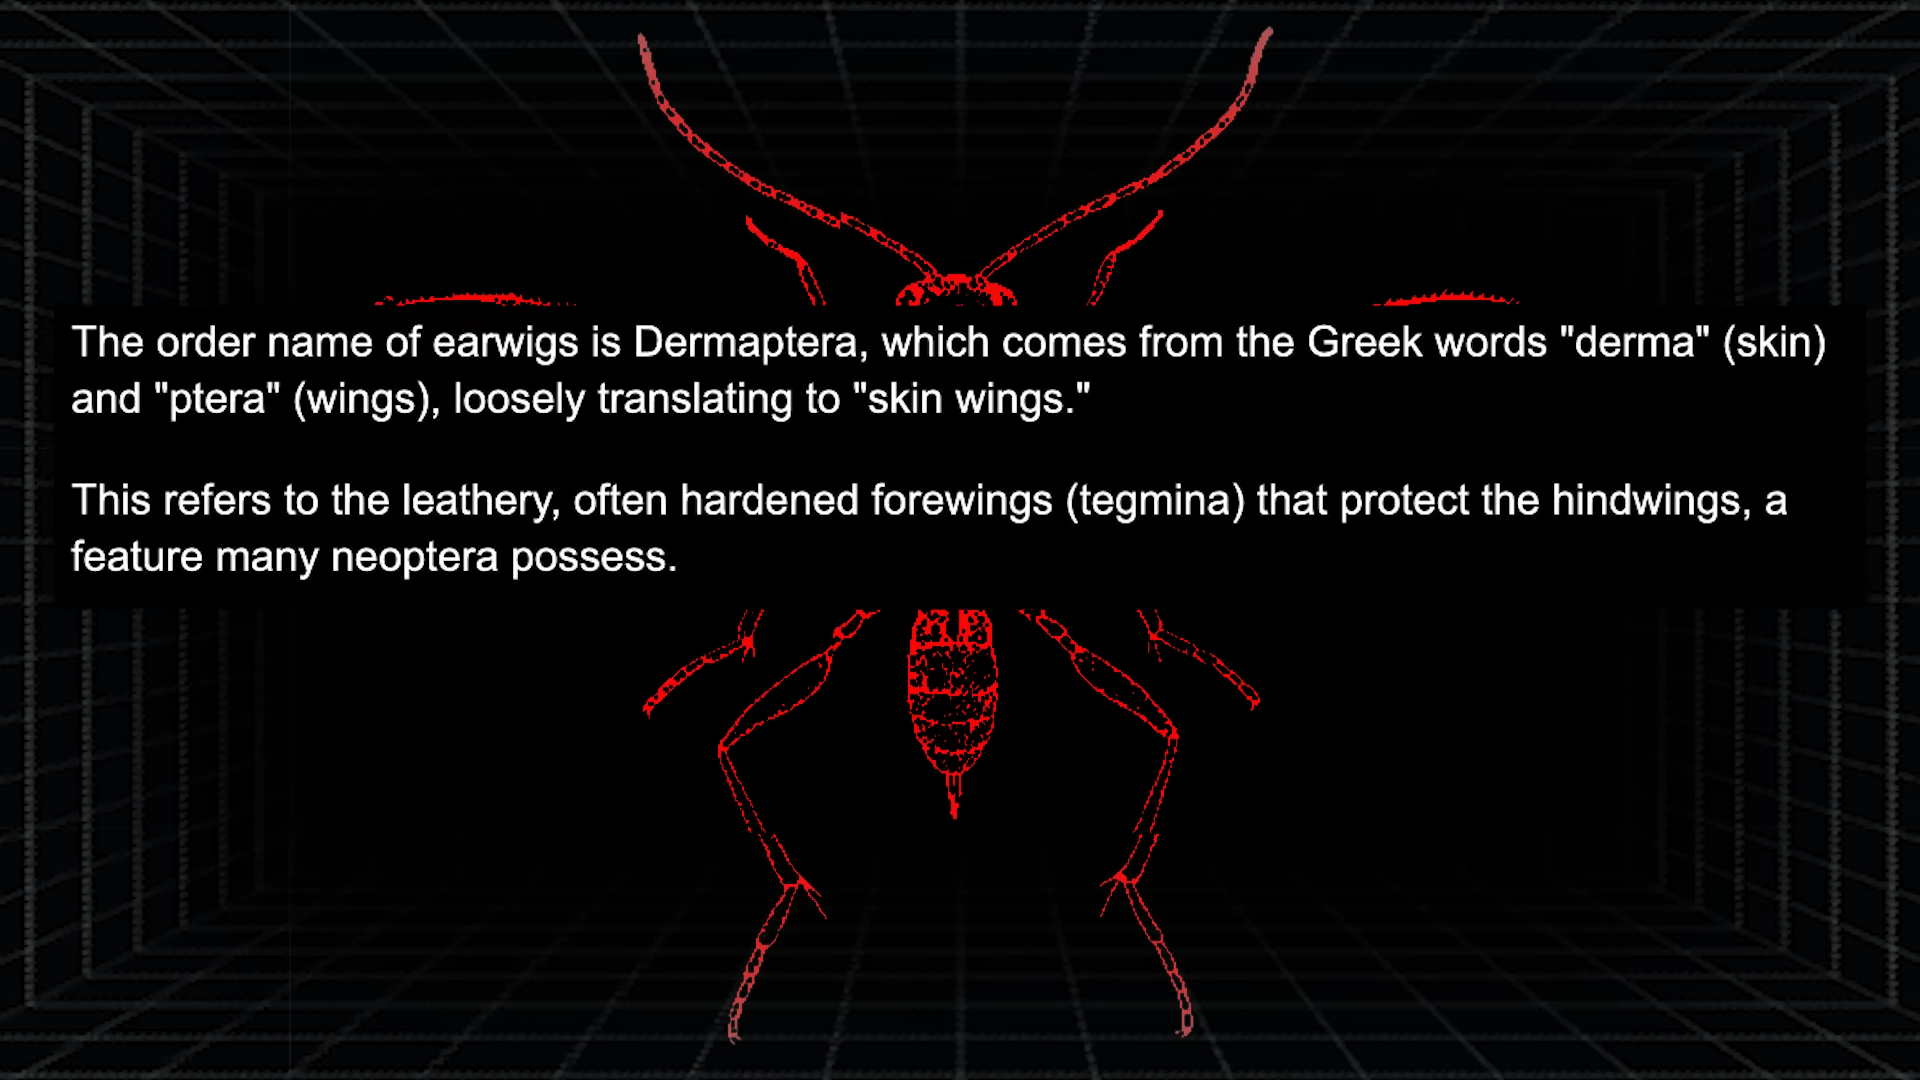 The order name of earwigs is Dermaptera, which comes from the Greek words "derma" (skin)
and "ptera" (wings), loosely translating to "skin wings."
This refers to the leathery, often hardened forewings (tegmina) that protect the hindwings, a
feature many neoptera possess.